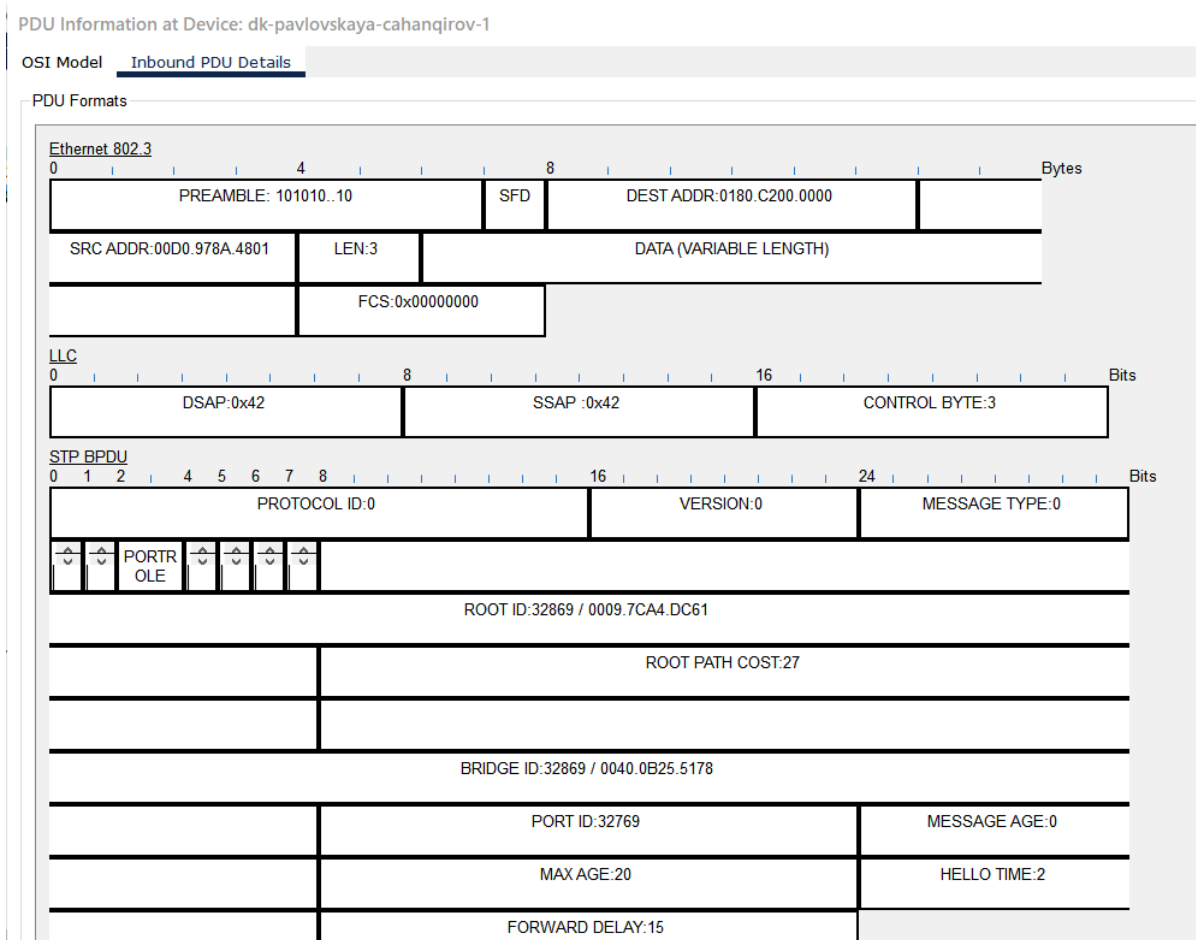 PDU Information at Device: dk-pavlovskaya-cahanqirov-1
OSI Model Inbound PDU Details
PDU Formats
Ethernet 802.3
0 4 8 Bytes
PREAMBLE: 101010..10 SFD DEST ADDR:0180.C200.0000
SRC ADDR:00D0.978A.4801 LEN:3 DATA (VARIABLE LENGTH)
FCS:0x00000000
LLC
0 8 16 Bits
DSAP:0x42 SSAP :0x42 CONTROL BYTE:3
STP BPDU
0 1 2 4 5 6 7 8 16 24 Bits
PROTOCOL ID:0 VERSION:0 MESSAGE TYPE:0
PORTR
OLE
ROOT ID:32869 / 0009.7CA4.DC61
ROOT PATH COST:27
BRIDGE ID:32869 / 0040.0B25.5178
PORT ID:32769 MESSAGE AGE:0
MAX AGE:20 HELLO TIME:2
FORWARD DELAY:15